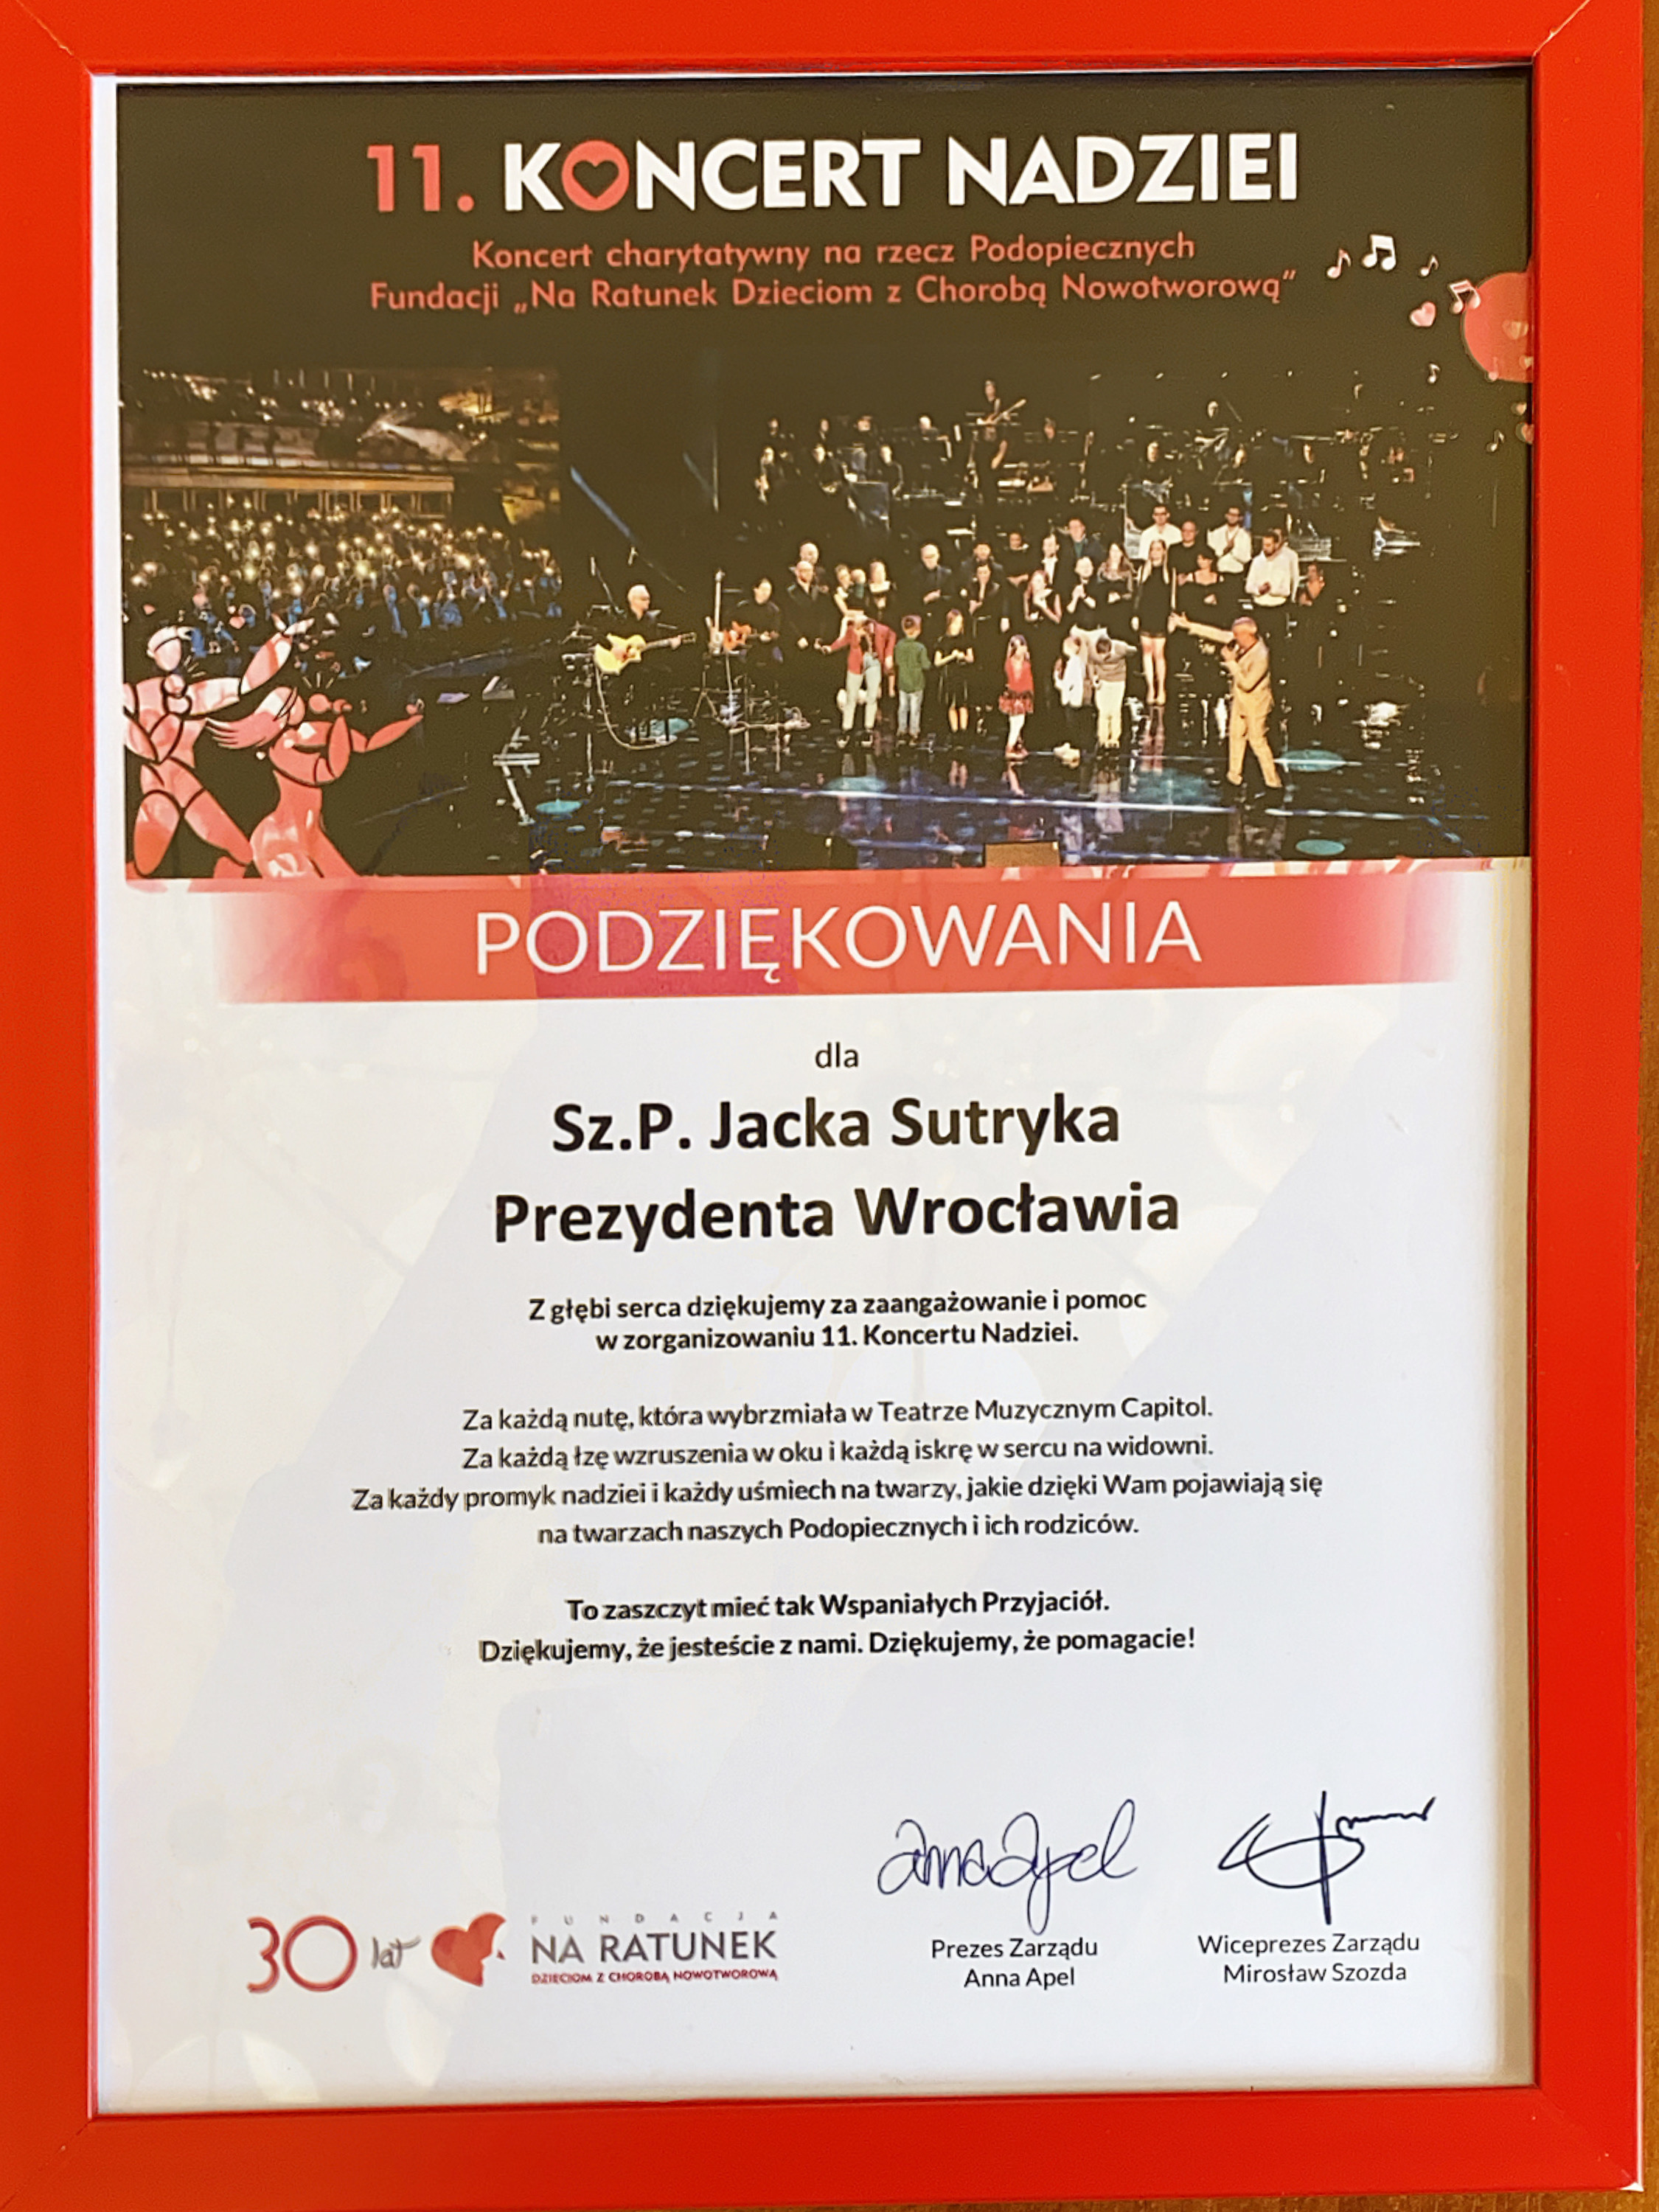 11. KONCERT NADZIEI
Koncert charytatywny na rzecz Podopiecznych
Fundacji „Na Ratunek Dzieciom z Chorobą Nowotworową”
PODZIĘKOWANIA
dla
Sz.P. Jacka Sutryka
Prezydenta Wrocławia
Z głębi serca dziękujemy za zaangażowanie i pomoc
w zorganizowaniu 11. Koncertu Nadziei.
Za każdą nutę, która wybrzmiała w Teatrze Muzycznym Capitol.
Za każdą łzę wzruszenia w oku i każdą iskrę w sercu na widowni.
Za każdy promyk nadziei i każdy uśmiech na twarzy, jakie dzięki Wam pojawiają się
na twarzach naszych Podopiecznych i ich rodziców.
To zaszczyt mieć tak Wspaniałych Przyjaciół.
Dziękujemy, że jesteście z nami. Dziękujemy, że pomagacie!
Anna Apel
Prezes Zarządu
Anna Apel
Wiceprezes Zarządu
Mirosław Szozda
30 lat
FUNDACJA
NA RATUNEK
DZIECIOM Z CHOROBĄ NOWOTWOROWĄ